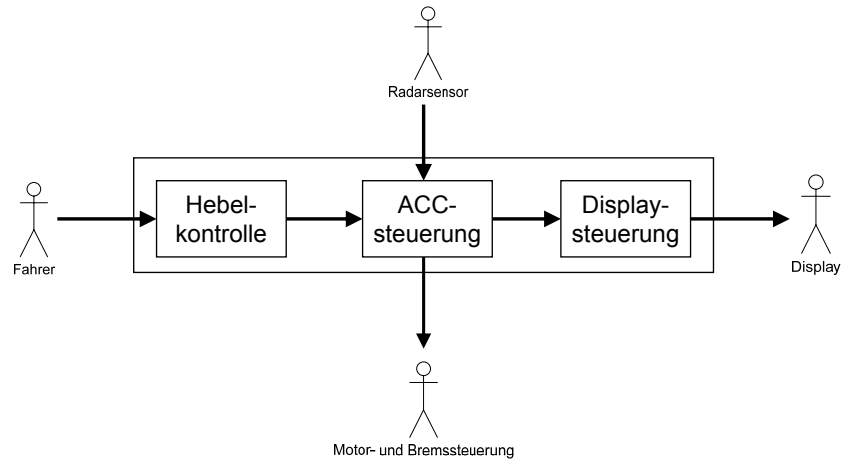 Radarsensor
Hebel-
kontrolle
ACC-
steuerung
Display-
steuerung
Fahrer
Display
Motor- und Bremssteuerung